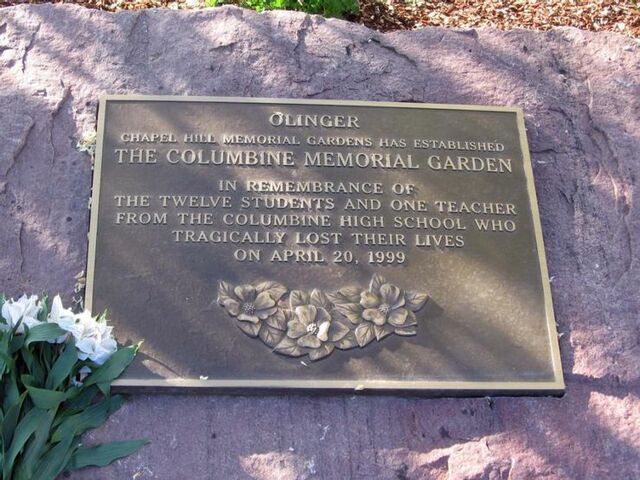 OLINGER
CHAPEL HILL MEMORIAL GARDENS HAS ESTABLISHED
THE COLUMBINE MEMORIAL GARDEN
IN REMEMBRANCE OF
THE TWELVE STUDENTS AND ONE TEACHER
FROM THE COLUMBINE HIGH SCHOOL WHO
TRAGICALLY LOST THEIR LIVES
ON APRIL 20, 1999